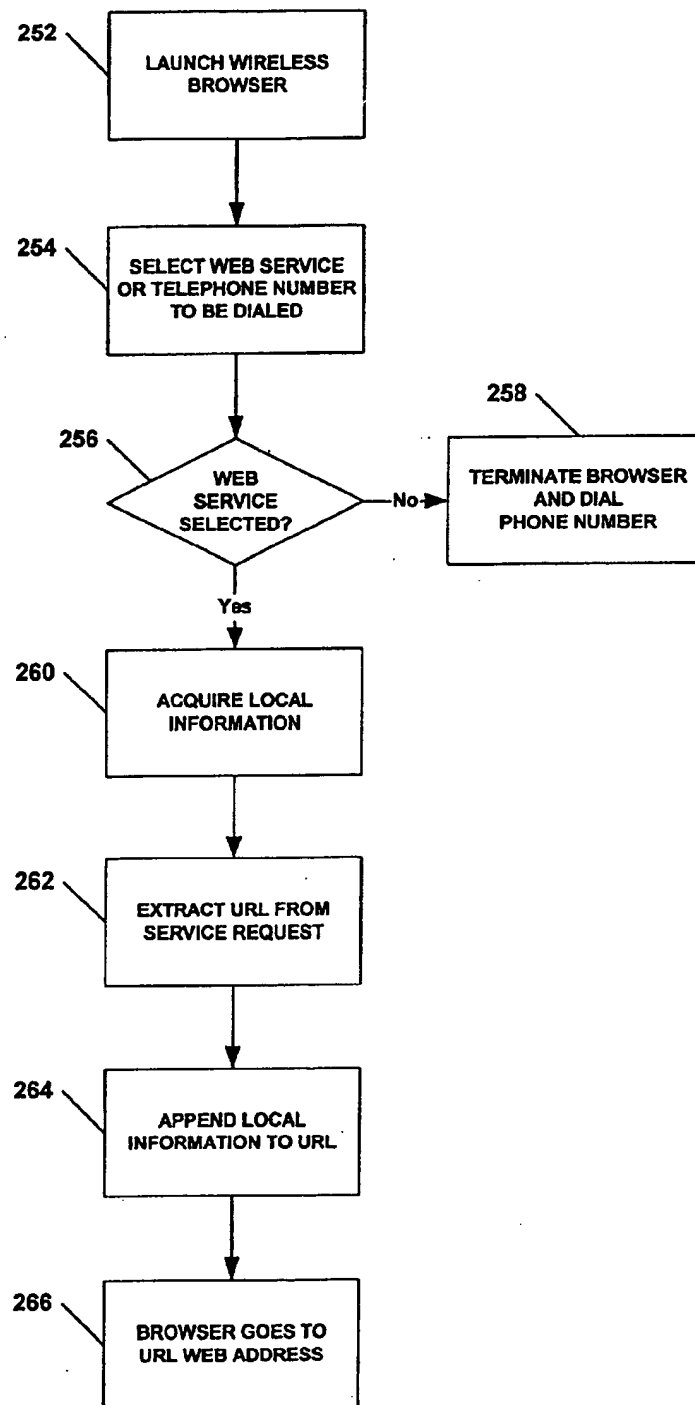 252
LAUNCH WIRELESS
BROWSER
254
SELECT WEB SERVICE
OR TELEPHONE NUMBER
TO BE DIALED
256
WEB
SERVICE
SELECTED?
No
258
TERMINATE BROWSER
AND DIAL
PHONE NUMBER
Yes
260
ACQUIRE LOCAL
INFORMATION
262
EXTRACT URL FROM
SERVICE REQUEST
264
APPEND LOCAL
INFORMATION TO URL
266
BROWSER GOES TO
URL WEB ADDRESS